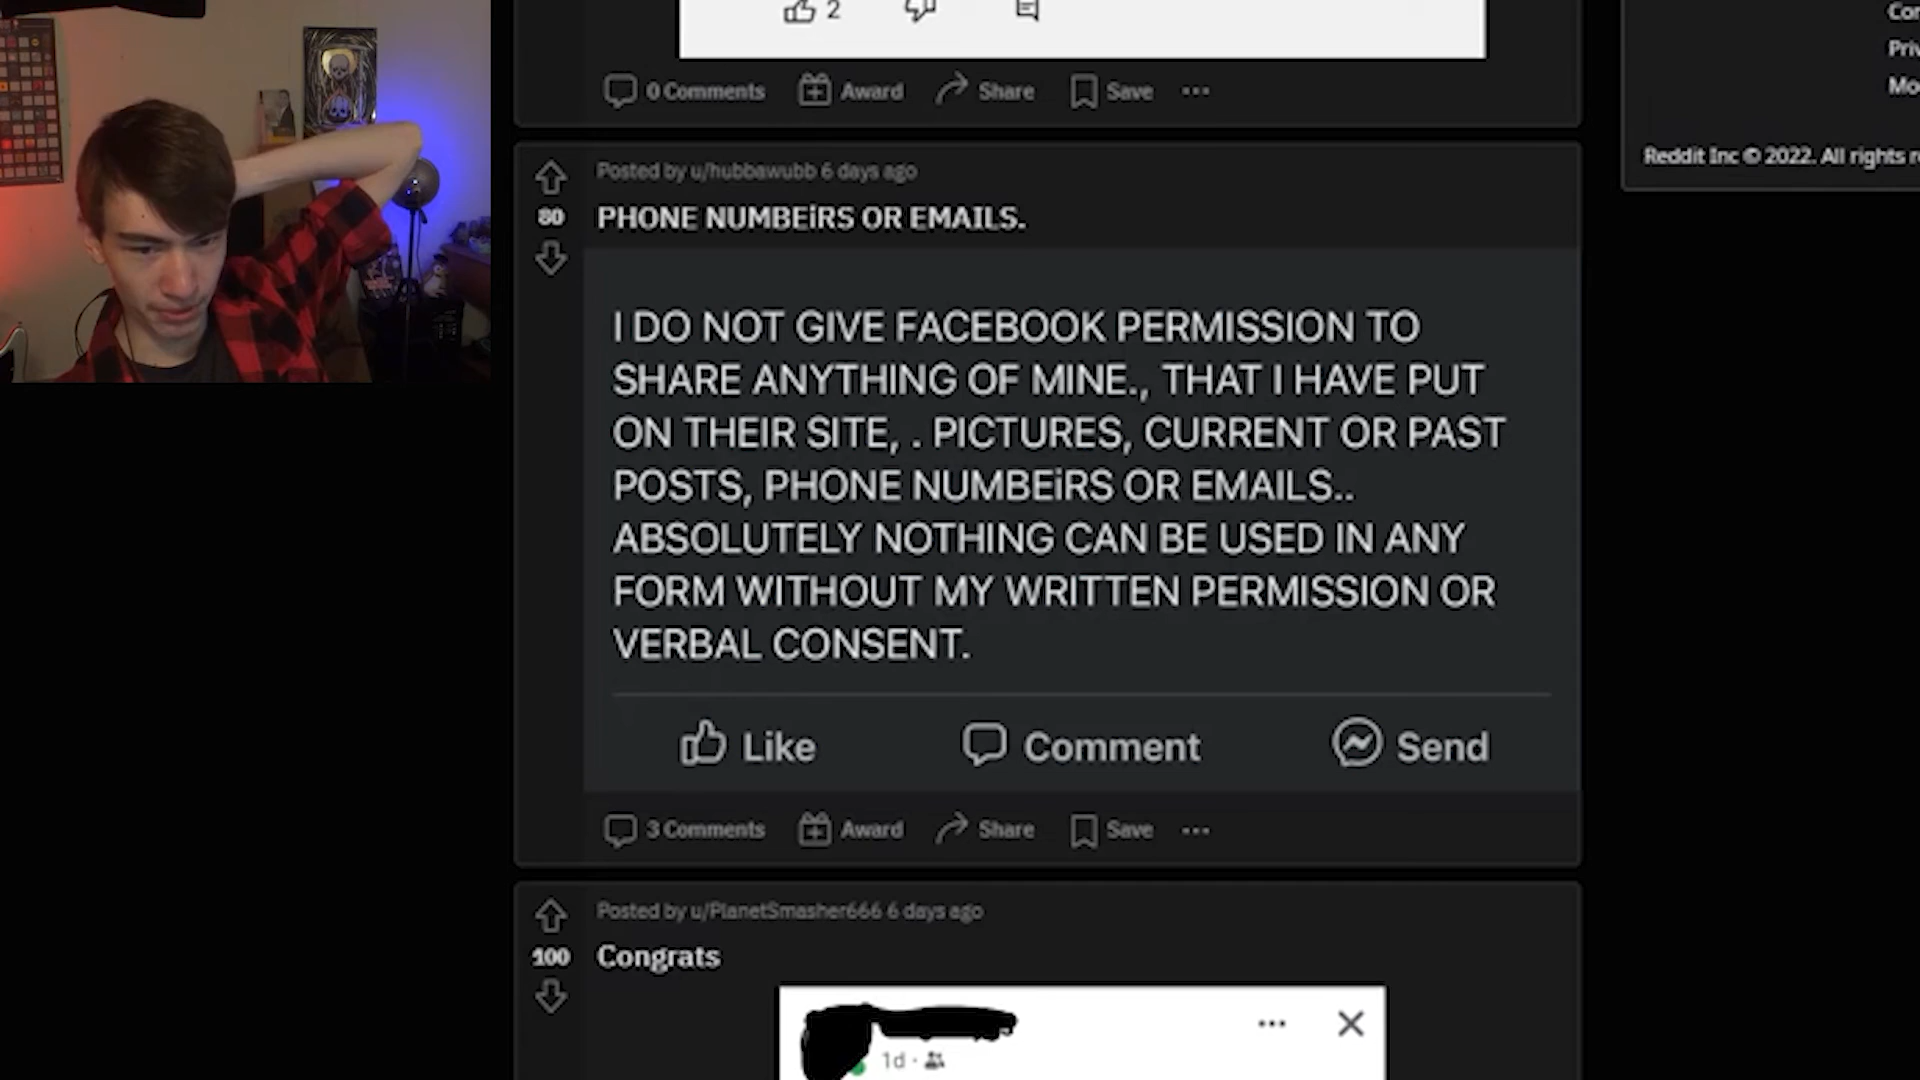 2
0 Comments Award Share Save
Reddit Inc © 2022. All rights
Posted by u/hubbawubb 6 days ago
80
PHONE NUMBEiRS OR EMAILS.
I DO NOT GIVE FACEBOOK PERMISSION TO
SHARE ANYTHING OF MINE., THAT I HAVE PUT
ON THEIR SITE, . PICTURES, CURRENT OR PAST
POSTS, PHONE NUMBEiRS OR EMAILS..
ABSOLUTELY NOTHING CAN BE USED IN ANY
FORM WITHOUT MY WRITTEN PERMISSION OR
VERBAL CONSENT.
Like Comment Send
3 Comments Award Share Save
Posted by u/PlanetSmasher666 6 days ago
100
Congrats
1d